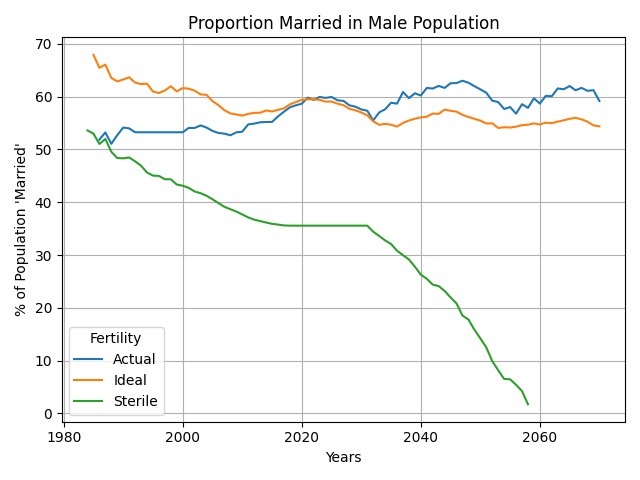 Proportion Married in Male Population
% of Population 'Married'
70
60
50
40
30
20
10
0
Fertility
Actual
Ideal
Sterile
1980
2000
2020
2040
2060
Years